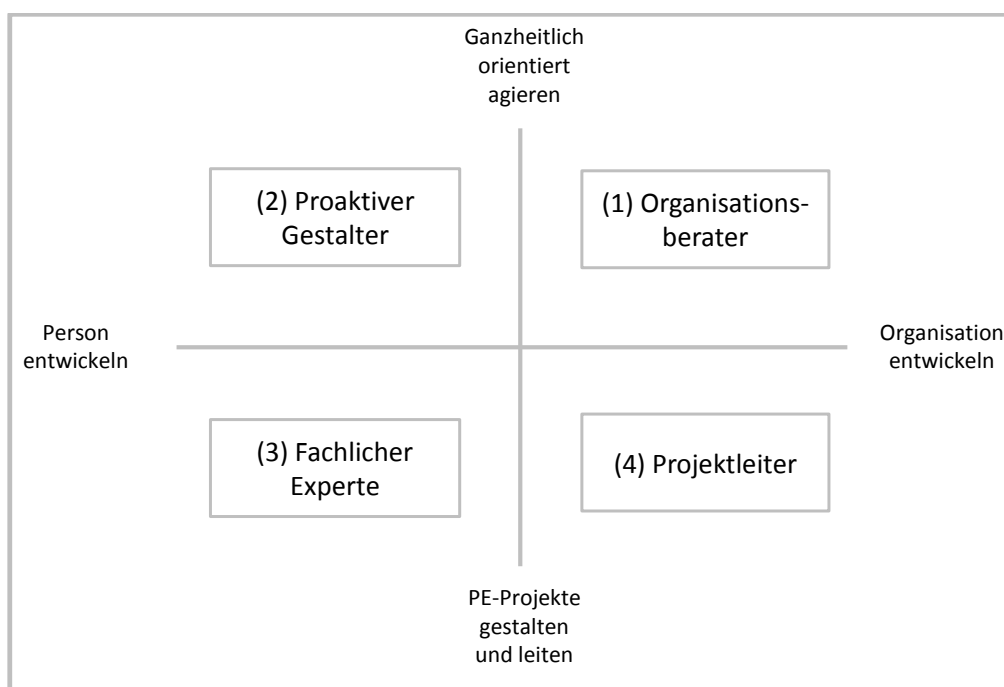 Ganzheitlich
orientiert
agieren
(2) Proaktiver
Gestalter
(1) Organisations-
berater
Person
entwickeln
Organisation
entwickeln
(3) Fachlicher
Experte
(4) Projektleiter
PE-Projekte
gestalten
und leiten